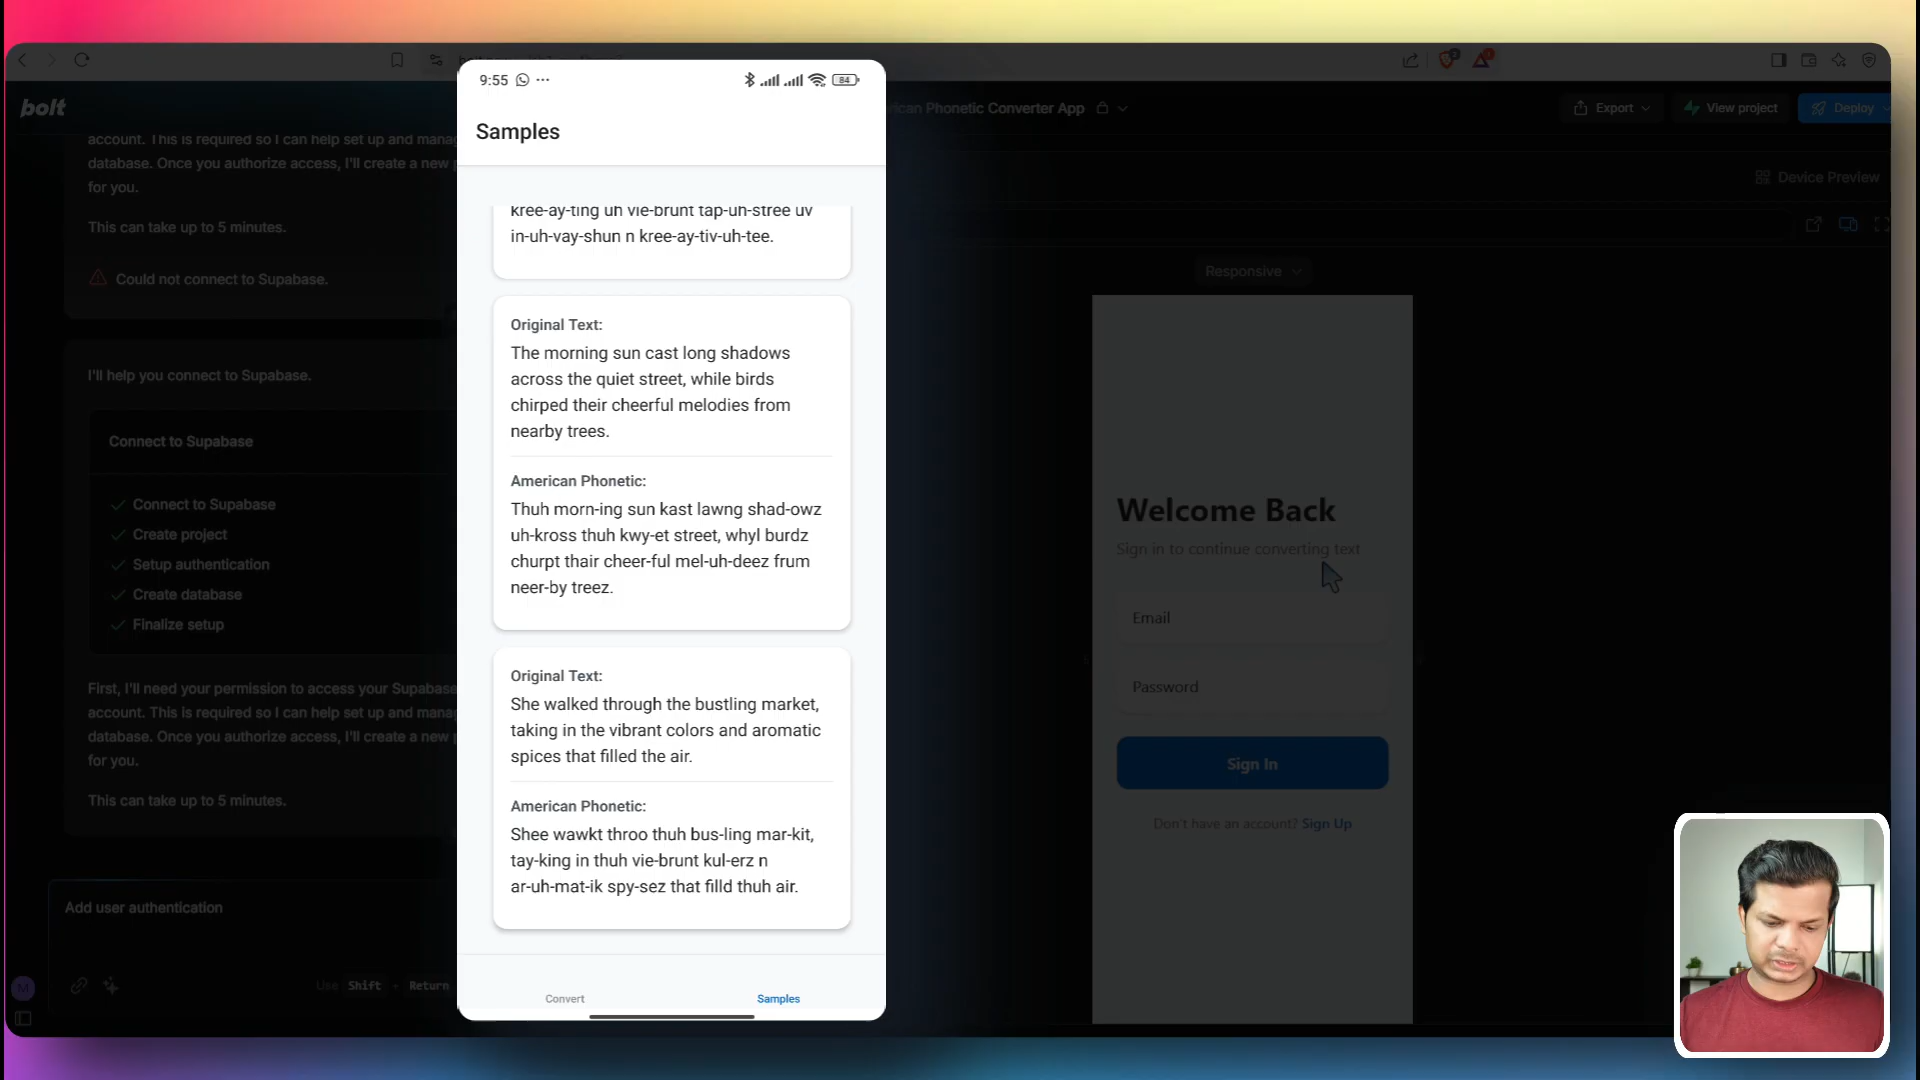 bolt
account. This is required so I can help set up and manag
database. Once you authorize access, I'll create a new p
for you.
This can take up to 5 minutes.
Could not connect to Supabase.
I'll help you connect to Supabase.
Connect to Supabase
Connect to Supabase
Create project
Setup authentication
Create database
Finalize setup
First, I'll need your permission to access your Supabase
account. This is required so I can help set up and manag
database. Once you authorize access, I'll create a new p
for you.
This can take up to 5 minutes.
Add user authentication
Use Shift + Return
M
9:55 ··· 84
Samples
kree-ay-ting uh vie-brunt tap-uh-stree uv
in-uh-vay-shun n kree-ay-tiv-uh-tee.
Original Text:
The morning sun cast long shadows
across the quiet street, while birds
chirped their cheerful melodies from
nearby trees.
American Phonetic:
Thuh morn-ing sun kast lawng shad-owz
uh-kross thuh kwy-et street, whyl burdz
churpt thair cheer-ful mel-uh-deez frum
neer-by treez.
Original Text:
She walked through the bustling market,
taking in the vibrant colors and aromatic
spices that filled the air.
American Phonetic:
Shee wawkt throo thuh bus-ling mar-kit,
tay-king in thuh vie-brunt kul-erz n
ar-uh-mat-ik spy-sez that filld thuh air.
Convert Samples
ican Phonetic Converter App
Export View project Deploy
Device Preview
Responsive
Welcome Back
Sign in to continue converting text
Email
Password
Sign In
Don't have an account? Sign Up